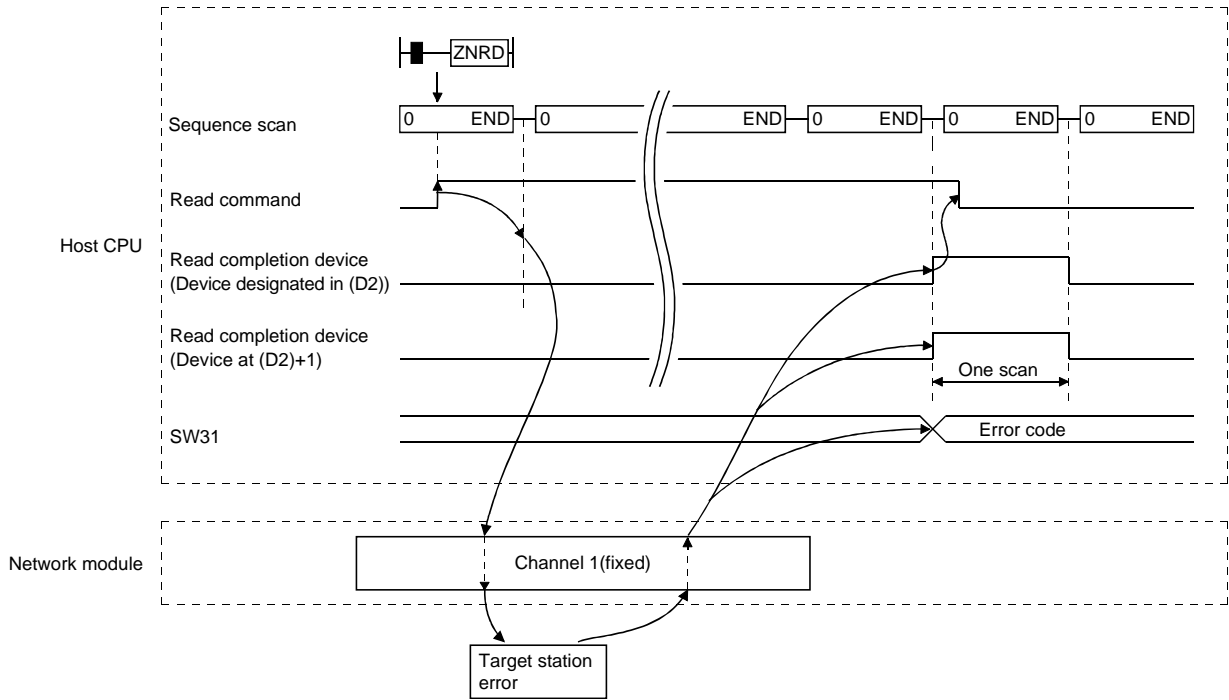 ZNRD
Sequence scan
0 END 0 END 0 END 0 END 0 END
Read command
Host CPU
Read completion device
(Device designated in (D2))
Read completion device
(Device at (D2)+1)
One scan
SW31
Error code
Network module
Channel 1(fixed)
Target station
error